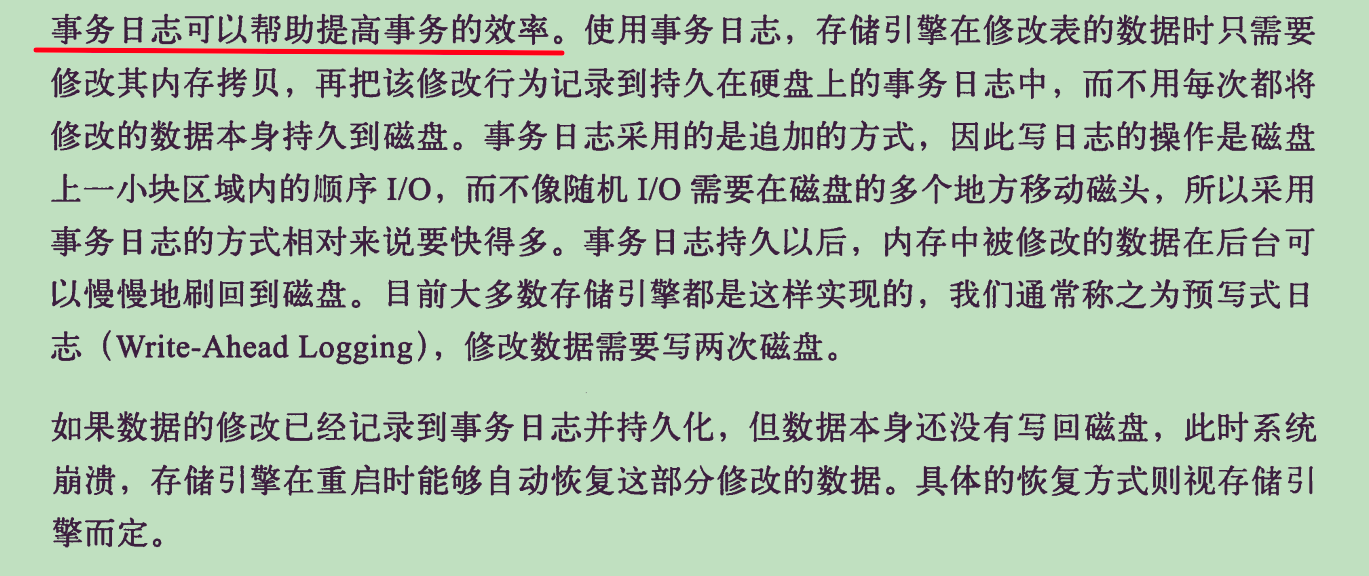 事务日志可以帮助提高事务的效率。使用事务日志，存储引擎在修改表的数据时只需要
修改其内存拷贝，再把该修改行为记录到持久在硬盘上的事务日志中，而不用每次都将
修改的数据本身持久到磁盘。事务日志采用的是追加的方式，因此写日志的操作是磁盘
上一小块区域内的顺序 I/O，而不像随机 I/O 需要在磁盘的多个地方移动磁头，所以采用
事务日志的方式相对来说要快得多。事务日志持久以后，内存中被修改的数据在后台可
以慢慢地刷回到磁盘。目前大多数存储引擎都是这样实现的，我们通常称之为预写式日
志（Write-Ahead Logging），修改数据需要写两次磁盘。
如果数据的修改已经记录到事务日志并持久化，但数据本身还没有写回磁盘，此时系统
崩溃，存储引擎在重启时能够自动恢复这部分修改的数据。具体的恢复方式则视存储引
擎而定。